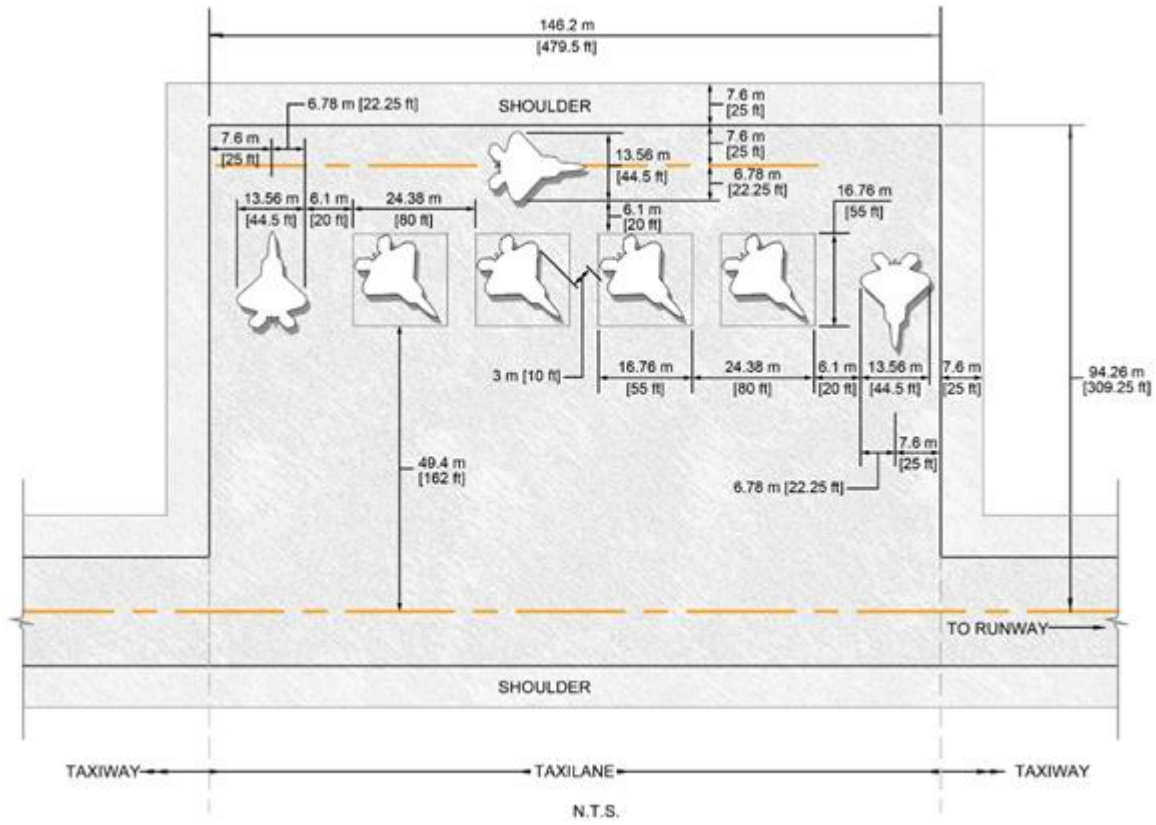 146.2 m
[479.5 ft]
6.78 m [22.25 ft]
SHOULDER
7.6 m
[25 ft]
7.6 m
[25 ft]
7.6 m
[25 ft]
13.56 m
[44.5 ft]
6.78 m
[22.25 ft]
16.76 m
[55 ft]
13.56 m
[44.5 ft]
6.1 m
[20 ft]
24.38 m
[80 ft]
6.1 m
[20 ft]
3 m [10 ft]
16.76 m
[55 ft]
24.38 m
[80 ft]
6.1 m
[20 ft]
13.56 m
[44.5 ft]
7.6 m
[25 ft]
94.26 m
[309.25 ft]
49.4 m
[162 ft]
7.6 m
[25 ft]
6.78 m [22.25 ft]
TO RUNWAY
SHOULDER
TAXIWAY
TAXILANE
TAXIWAY
N.T.S.